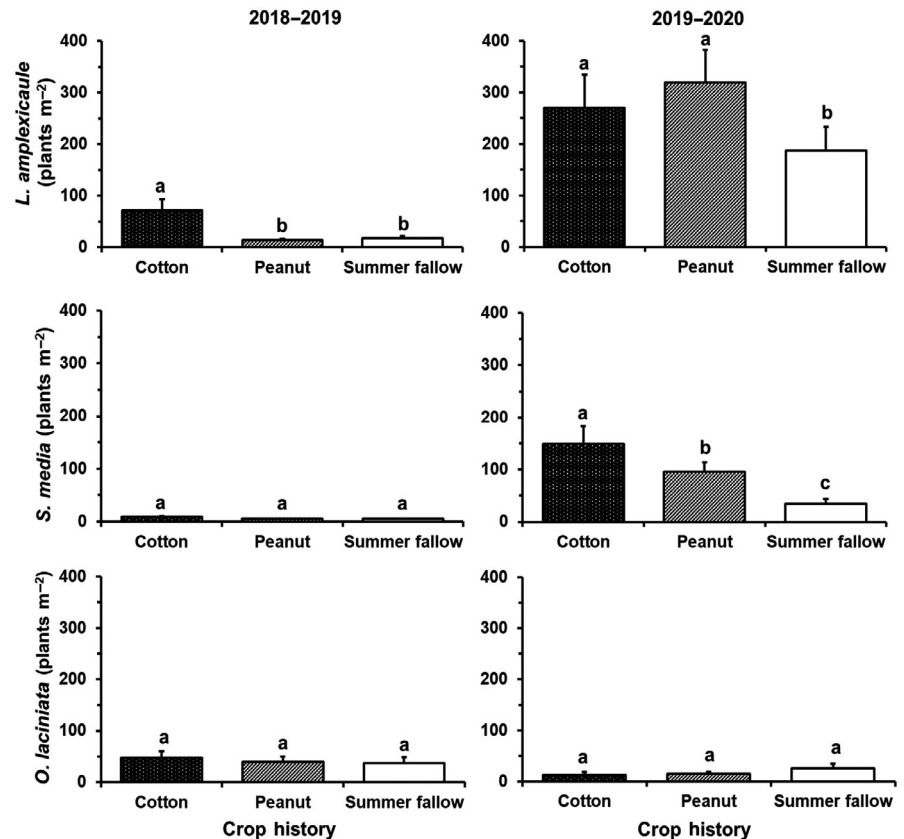 2018–2019
2019–2020
L. amplexicaule
(plants m⁻²)
400
300
200
100
0
a
b
b
Cotton
Peanut
Summer fallow
400
300
200
100
0
a
a
b
Cotton
Peanut
Summer fallow
S. media (plants m⁻²)
400
300
200
100
0
a
a
a
Cotton
Peanut
Summer fallow
400
300
200
100
0
a
b
c
Cotton
Peanut
Summer fallow
O. laciniata (plants m⁻²)
400
300
200
100
0
a
a
a
Cotton
Peanut
Summer fallow
Crop history
400
300
200
100
0
a
a
a
Cotton
Peanut
Summer fallow
Crop history